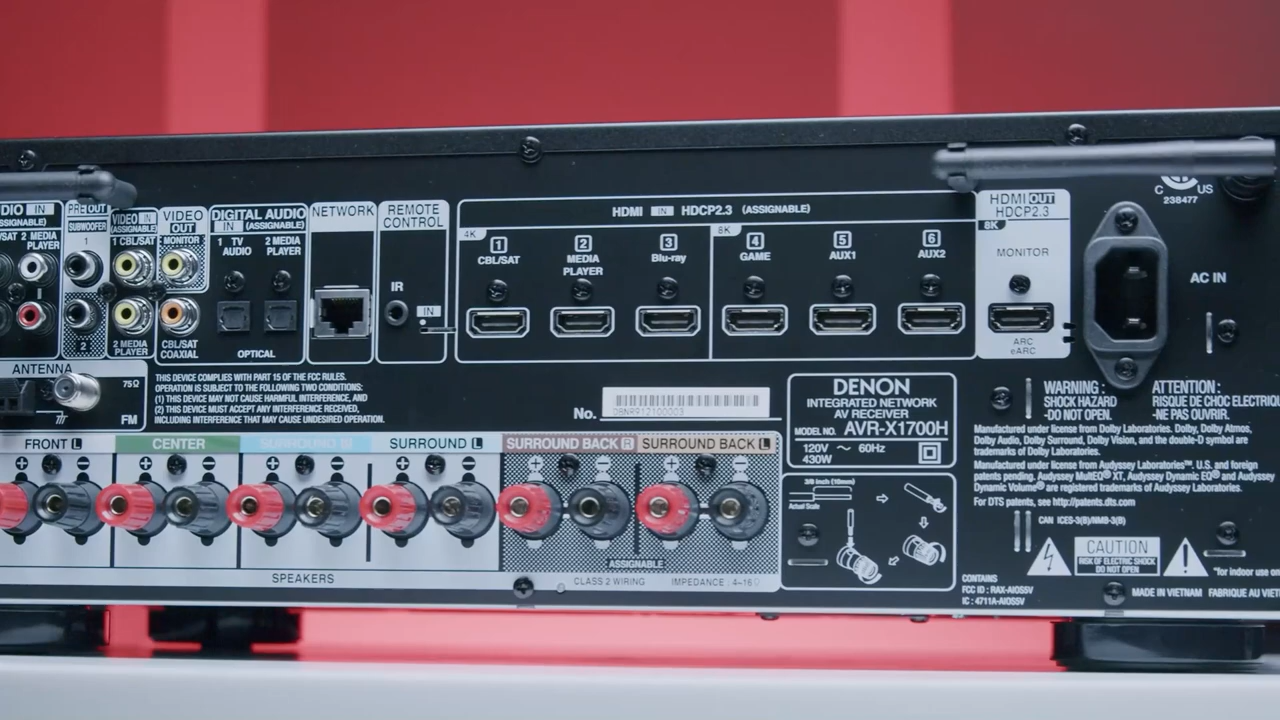 DIO IN
(ASSIGNABLE)
/SAT 2 MEDIA
PLAYER
PRE OUT
SUBWOOFER
1
2
VIDEO IN
(ASSIGNABLE)
1 CBL/SAT
2 MEDIA
PLAYER
VIDEO
OUT
MONITOR
CBL/SAT
COAXIAL
DIGITAL AUDIO
IN (ASSIGNABLE)
1 TV
AUDIO
2 MEDIA
PLAYER
OPTICAL
NETWORK
REMOTE
CONTROL
IR
IN
HDMI IN HDCP2.3 (ASSIGNABLE)
4K
8K
1
CBL/SAT
2
MEDIA
PLAYER
3
Blu-ray
4
GAME
5
AUX1
6
AUX2
HDMI OUT
HDCP2.3
8K
MONITOR
ARC
eARC
C US
238477
AC IN
ANTENNA
75Ω
FM
THIS DEVICE COMPLIES WITH PART 15 OF THE FCC RULES.
OPERATION IS SUBJECT TO THE FOLLOWING TWO CONDITIONS:
(1) THIS DEVICE MAY NOT CAUSE HARMFUL INTERFERENCE, AND
(2) THIS DEVICE MUST ACCEPT ANY INTERFERENCE RECEIVED,
INCLUDING INTERFERENCE THAT MAY CAUSE UNDESIRED OPERATION.
No.
DBNR912100003
DENON
INTEGRATED NETWORK
AV RECEIVER
MODEL NO. AVR-X1700H
120V ~ 60Hz
430W
WARNING :
SHOCK HAZARD
-DO NOT OPEN.
ATTENTION :
RISQUE DE CHOC ELECTRIQU
-NE PAS OUVRIR.
Manufactured under license from Dolby Laboratories. Dolby, Dolby Atmos,
Dolby Audio, Dolby Surround, Dolby Vision, and the double-D symbol are
trademarks of Dolby Laboratories.
Manufactured under license from Audyssey Laboratories™. U.S. and foreign
patents pending. Audyssey MultEQ® XT, Audyssey Dynamic EQ® and Audyssey
Dynamic Volume® are registered trademarks of Audyssey Laboratories.
For DTS patents, see http://patents.dts.com
CAN ICES-3(B)/NMB-3(B)
FRONT L
CENTER
SURROUND R
SURROUND L
SURROUND BACK R
SURROUND BACK L
ASSIGNABLE
SPEAKERS
CLASS 2 WIRING
IMPEDANCE : 4~16 Ω
3/8 inch (10mm)
Actual Scale
CAUTION
RISK OF ELECTRIC SHOCK
DO NOT OPEN
"for indoor use on
CONTAINS
FCC ID : RAX-AIOS5V
IC : 4711A-AIOS5V
MADE IN VIETNAM
FABRIQUE AU VIE